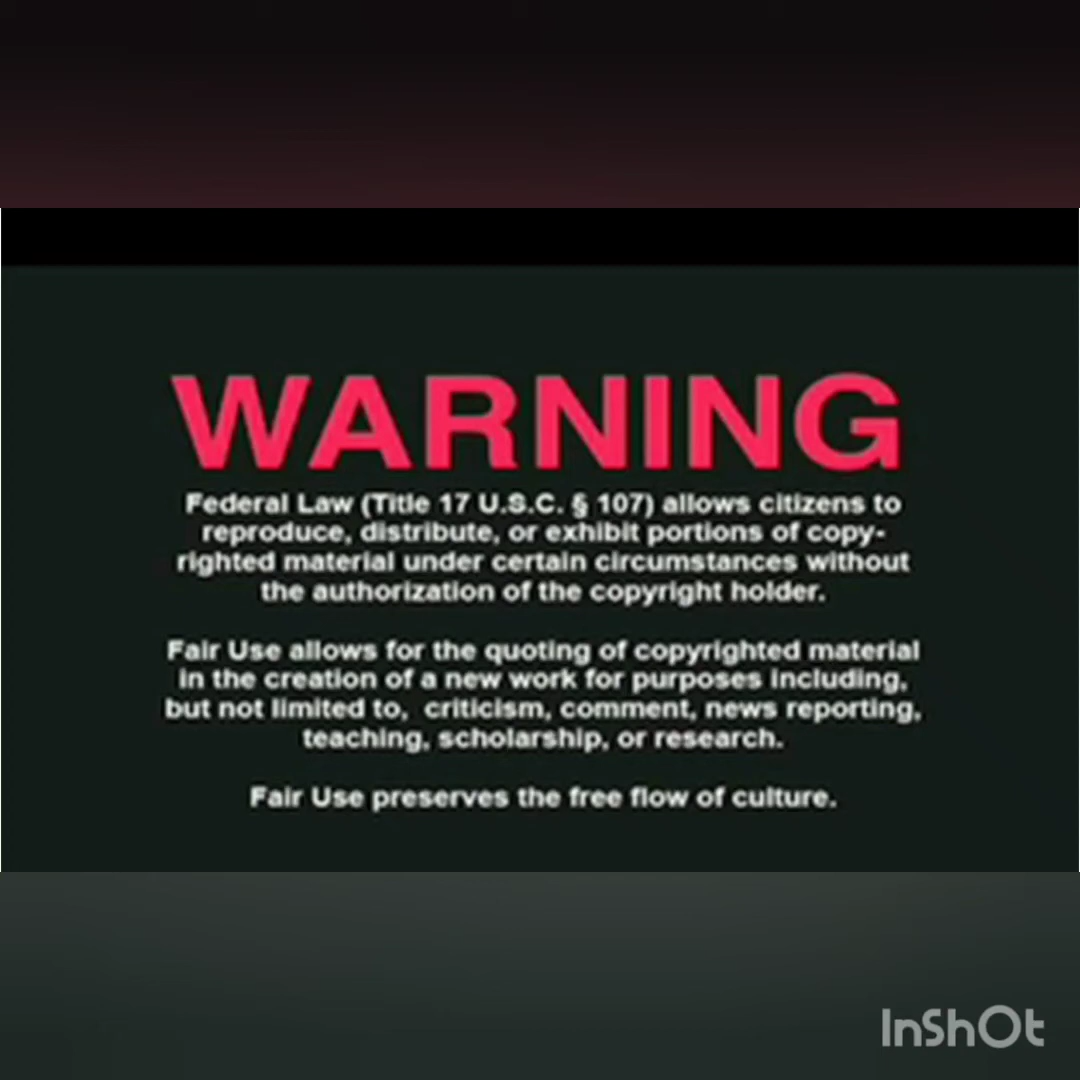 WARNING
Federal Law (Title 17 U.S.C. § 107) allows citizens to
reproduce, distribute, or exhibit portions of copy-
righted material under certain circumstances without
the authorization of the copyright holder.
Fair Use allows for the quoting of copyrighted material
in the creation of a new work for purposes including,
but not limited to, criticism, comment, news reporting,
teaching, scholarship, or research.
Fair Use preserves the free flow of culture.
InShOt